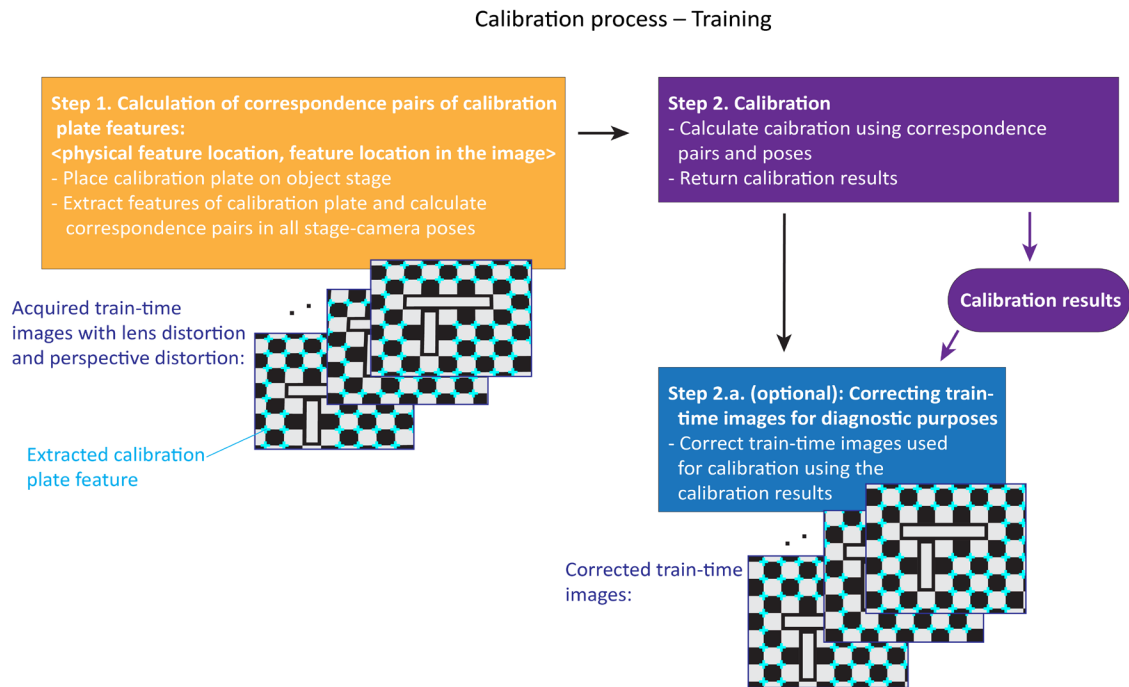 Calibration process – Training
Step 1. Calculation of correspondence pairs of calibration
plate features:
<physical feature location, feature location in the image>
- Place calibration plate on object stage
- Extract features of calibration plate and calculate
correspondence pairs in all stage-camera poses
Step 2. Calibration
- Calculate caibration using correspondence
pairs and poses
- Return calibration results
Calibration results
Acquired train-time
images with lens distortion
and perspective distortion:
Extracted calibration
plate feature
Step 2.a. (optional): Correcting train-
time images for diagnostic purposes
- Correct train-time images used
for calibration using the
calibration results
Corrected train-time
images: